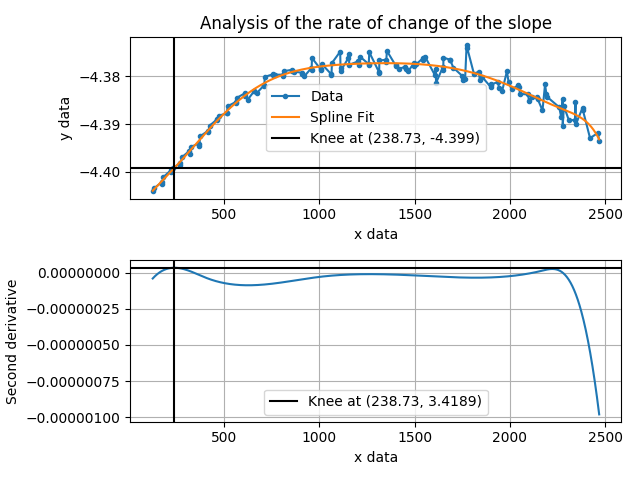 Analysis of the rate of change of the slope
−4.38
−4.39
−4.40
y data
Data
Spline Fit
Knee at (238.73, -4.399)
500
1000
1500
2000
2500
x data
0.00000000
−0.00000025
−0.00000050
−0.00000075
−0.00000100
Second derivative
Knee at (238.73, 3.4189)
500
1000
1500
2000
2500
x data